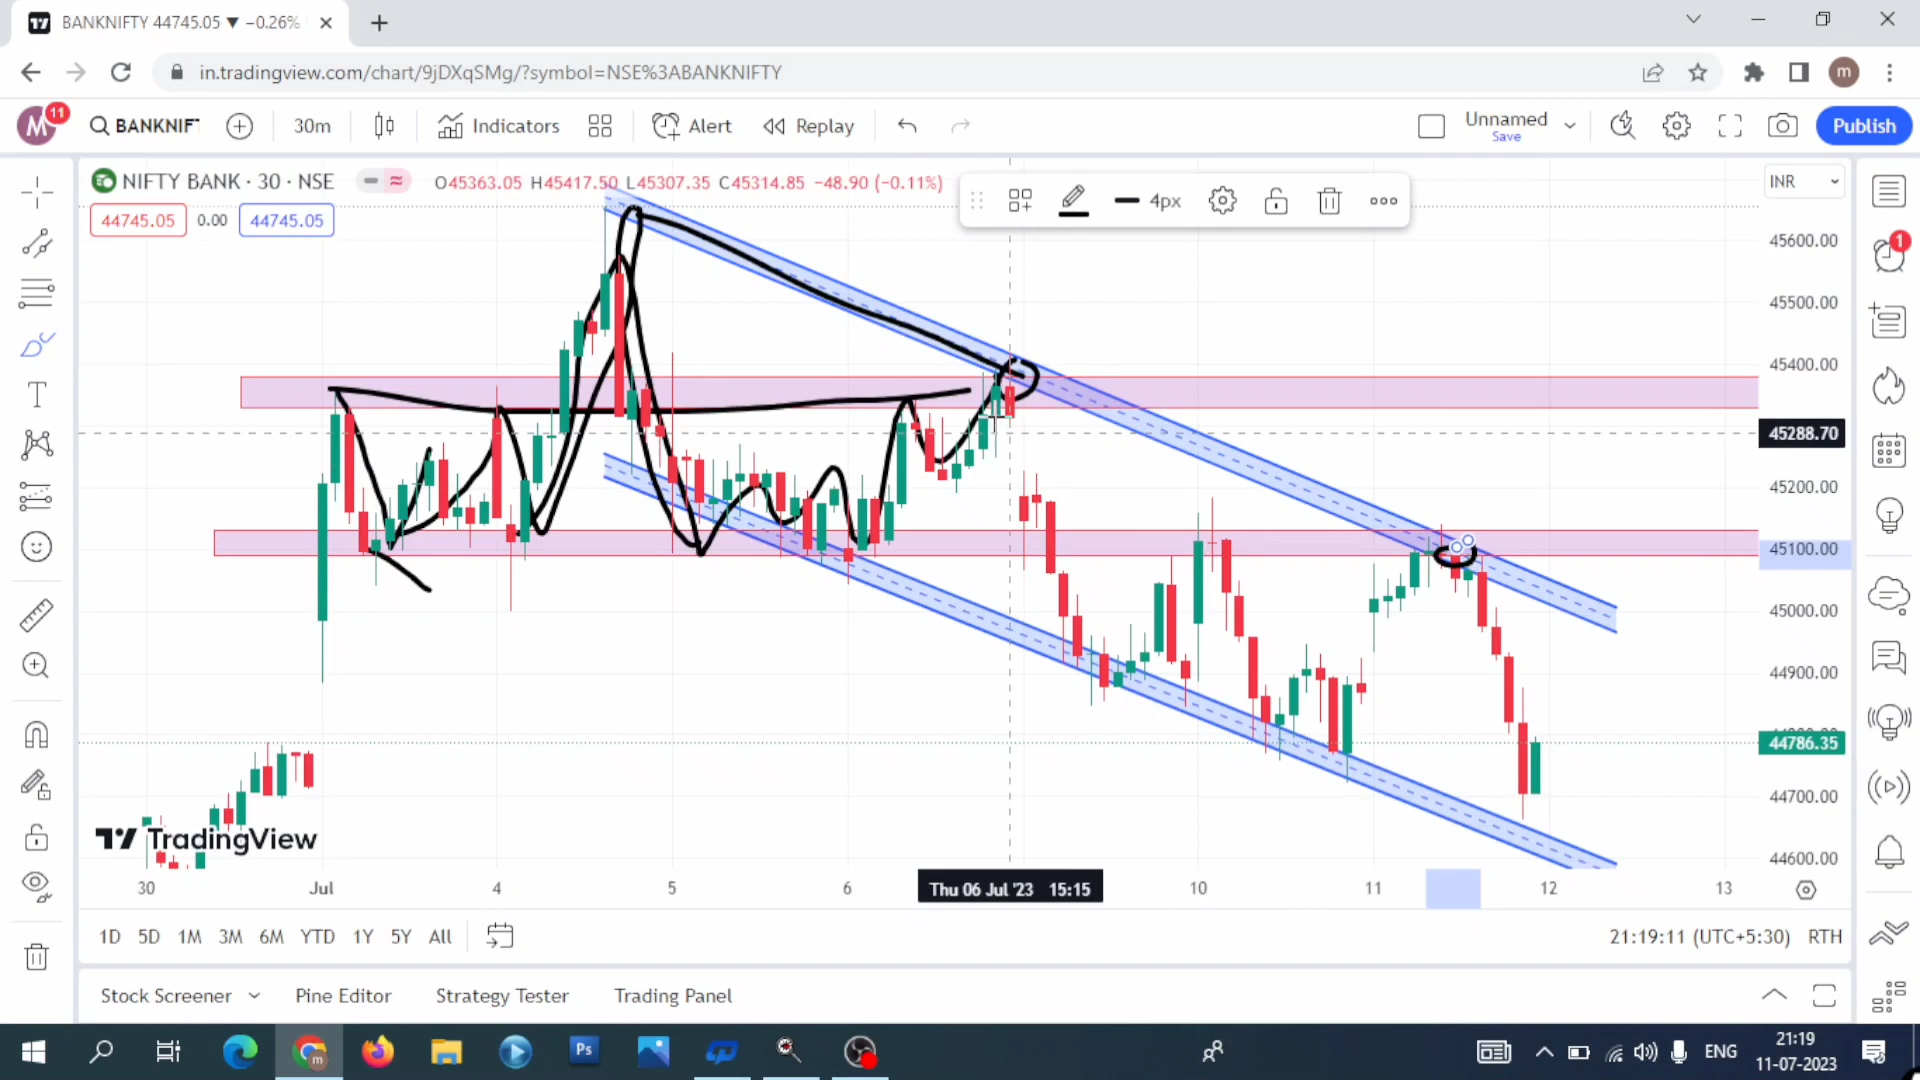 BANKNIFTY 44745.05 ▼ −0.26%
in.tradingview.com/chart/9jDXqSMg/?symbol=NSE%3ABANKNIFTY
m
M
11
BANKNIFT
30m
Indicators
Alert
Replay
Unnamed
Save
Publish
NIFTY BANK · 30 · NSE
O45363.05 H45417.50 L45307.35 C45314.85 −48.90 (−0.11%)
4px
INR
44745.05
0.00
44745.05
45600.00
45500.00
45400.00
45288.70
45200.00
45100.00
45000.00
44900.00
44786.35
44700.00
44600.00
1
TradingView
30
Jul
4
5
6
Thu 06 Jul '23 15:15
10
11
12
13
1D 5D 1M 3M 6M YTD 1Y 5Y All
21:19:11 (UTC+5:30) RTH
Stock Screener
Pine Editor
Strategy Tester
Trading Panel
m
Ps
ENG
21:19
11-07-2023